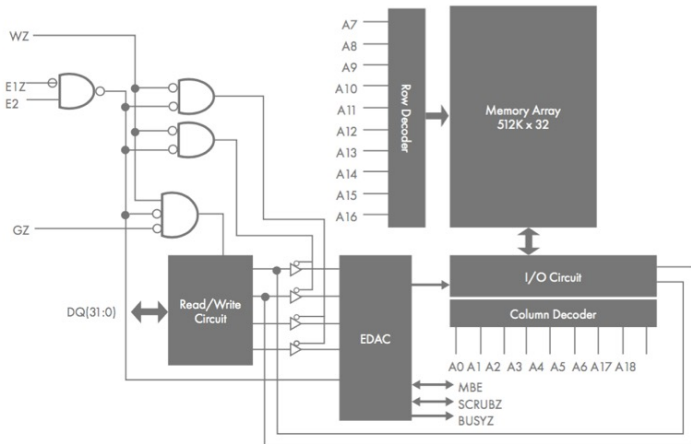 WZ
E1Z
E2
GZ
DQ(31:0)
Read/Write
Circuit
A7
A8
A9
A10
A11
A12
A13
A14
A15
A16
Row Decoder
Memory Array
512K x 32
EDAC
I/O Circuit
Column Decoder
A0 A1 A2 A3 A4 A5 A6 A17 A18
MBE
SCRUBZ
BUSYZ